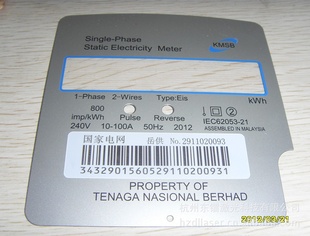 Single-Phase
Static Electricity Meter
KMSB
kWh
1-Phase 2-Wires Type:Eis
800
imp/kWh Pulse Reverse
240V 10-100A 50Hz 2012
IEC62053-21
ASSEMBLED IN MALAYSIA
国家电网 岳供 No.2911020093
3432901560529110200931
PROPERTY OF
TENAGA NASIONAL BERHAD
2012/03/21